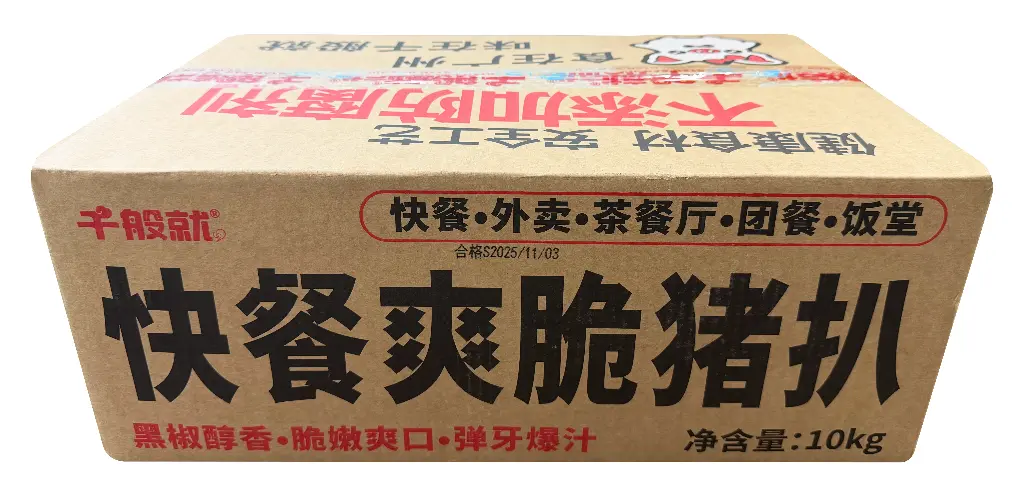 食在广州
味在千般就
不添加防腐剂
健康食材 安全工艺
千般就®
快餐•外卖•茶餐厅•团餐•饭堂
合格S2025/11/03
快餐爽脆猪扒
黑椒醇香•脆嫩爽口•弹牙爆汁
净含量:10kg